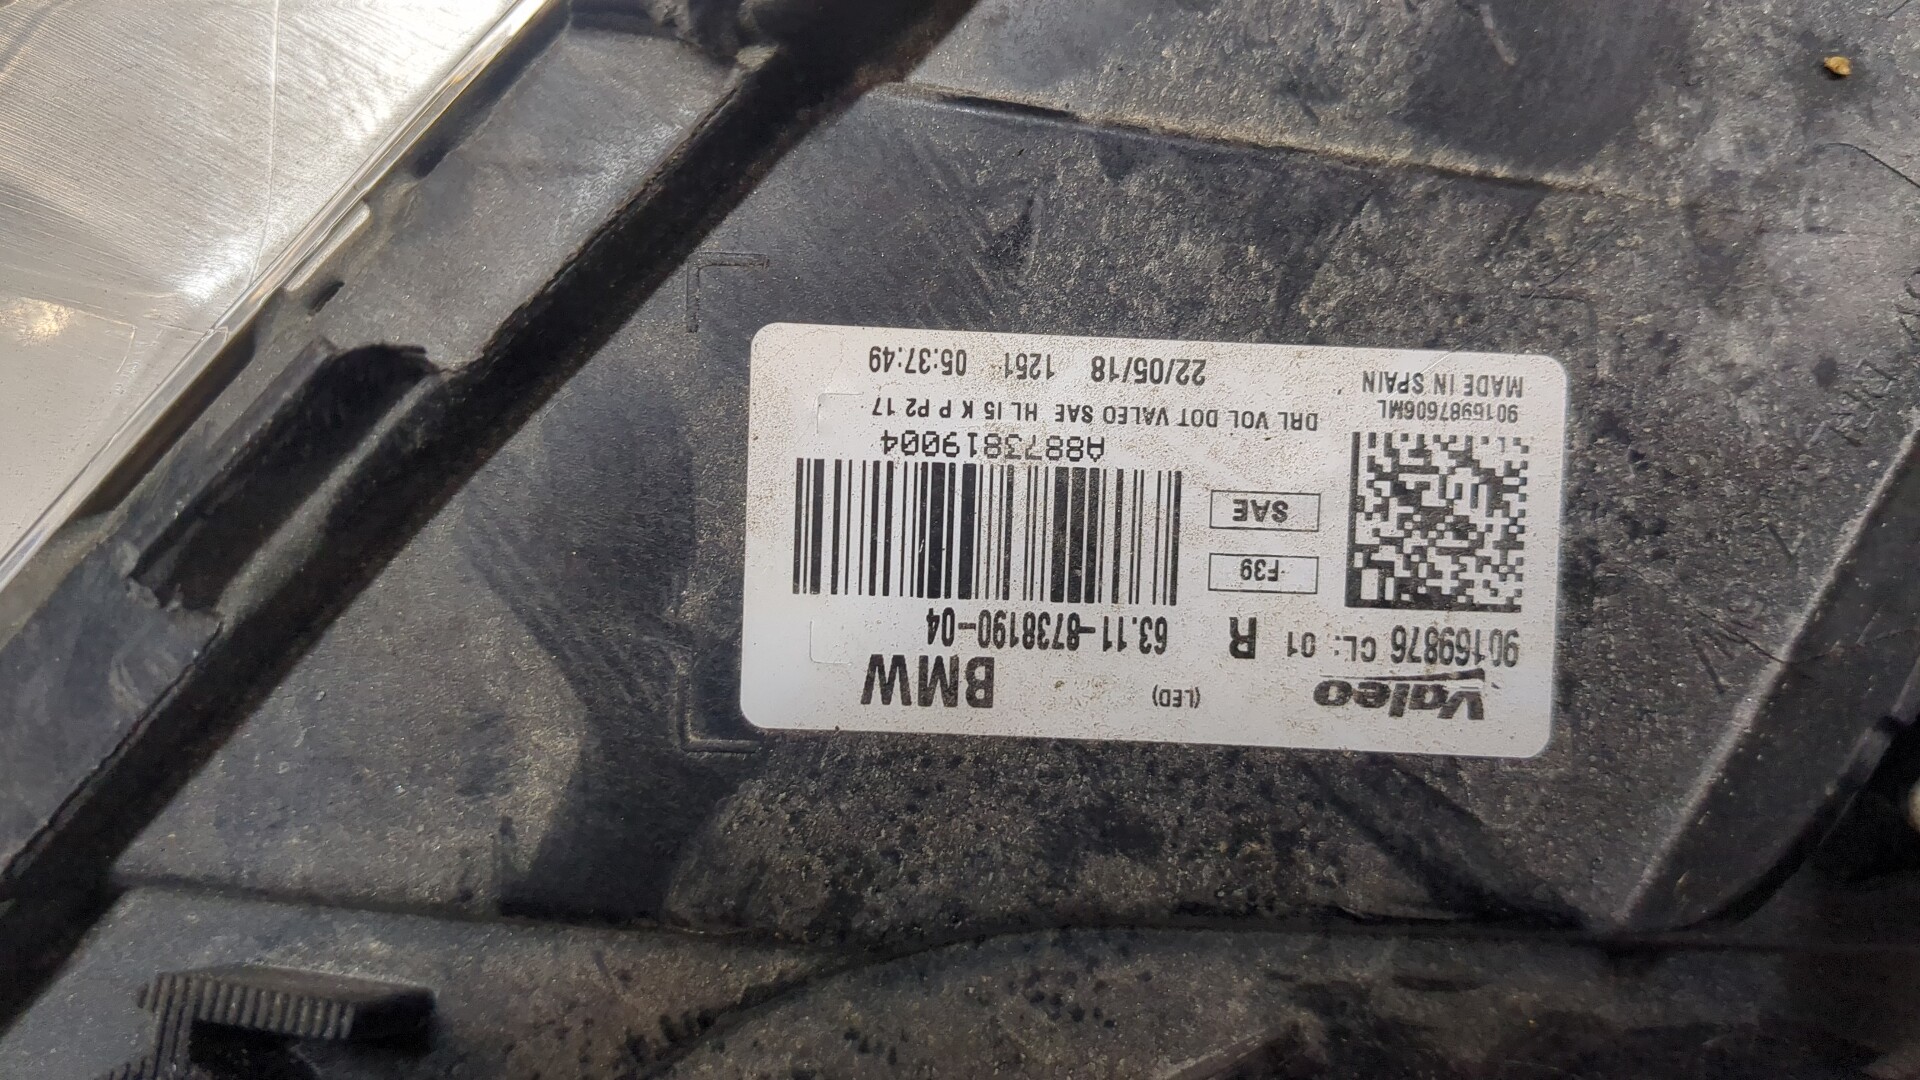 Valeo (LED) BMW
90169876 CL: 01 R 63.11-8738190-04
F39
SAE
A8873819004
9016987606ML DRL VOL DOT VALEO SAE HL I5 K P P2 17
MADE IN SPAIN 22/05/18 1251 05:37:49